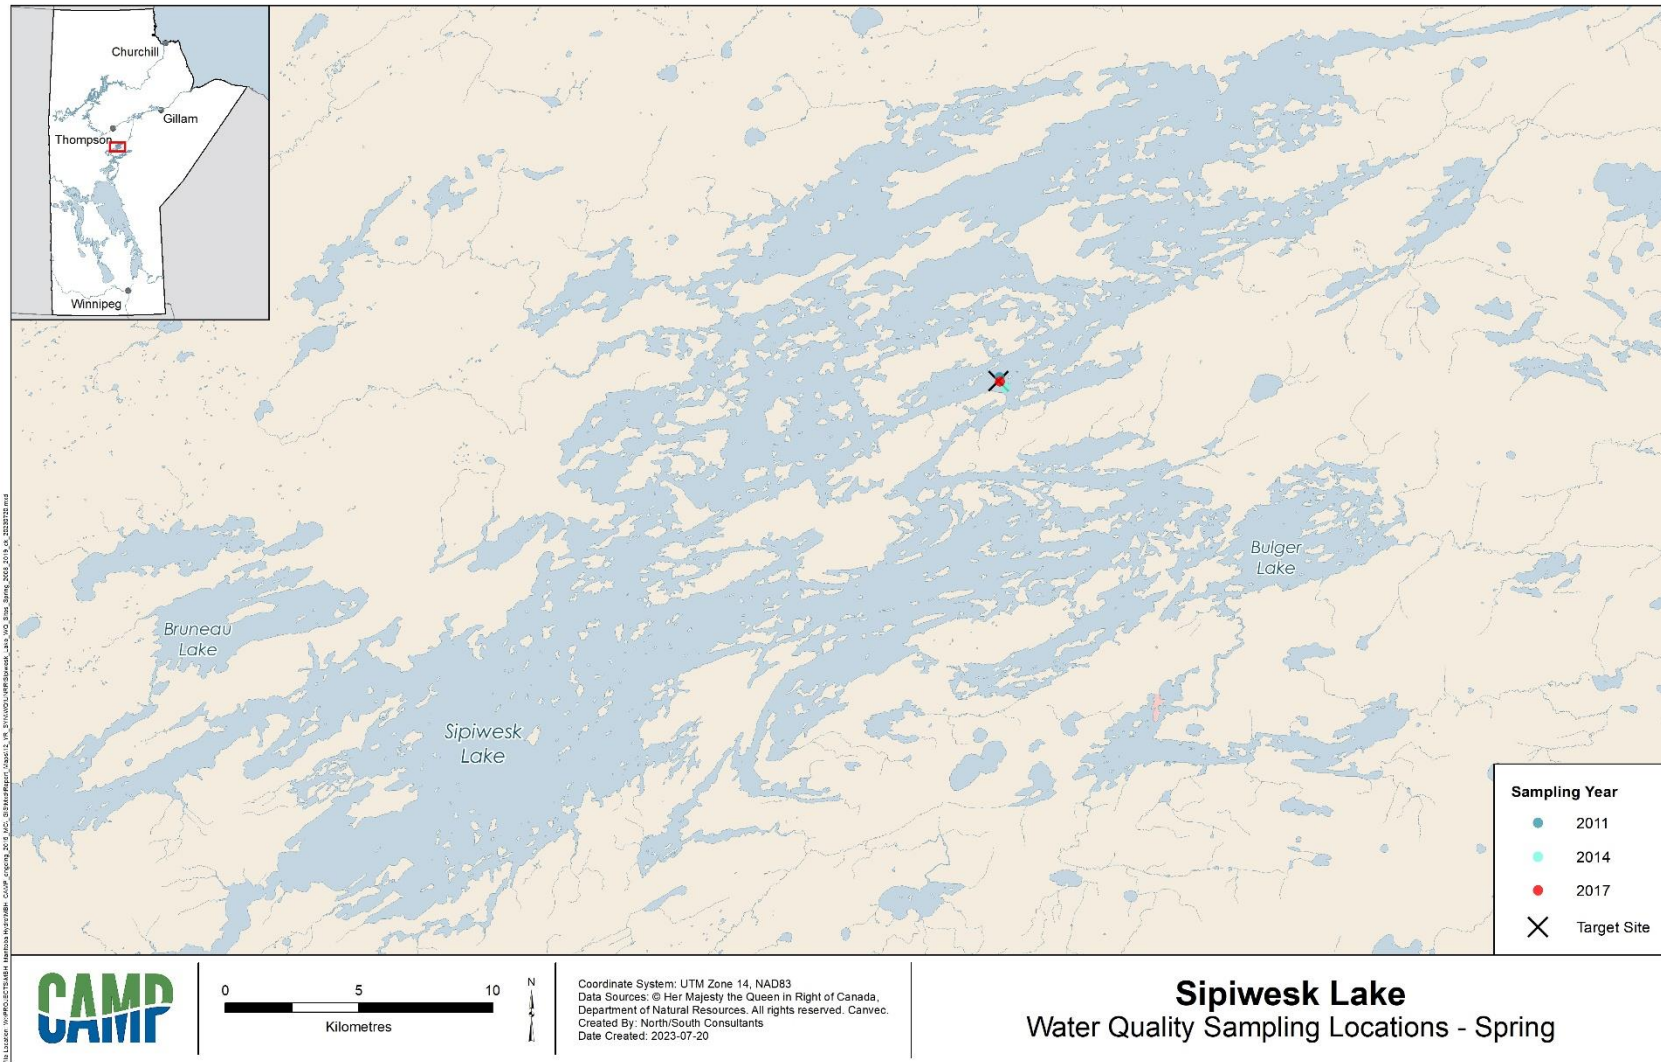 Churchill
Gillam
Thompson
Winnipeg
Bulger
Lake
Bruneau
Lake
Sipiwesk
Lake
Sampling Year
2011
2014
2017
Target Site
CAMP
0 5 10
Kilometres
N
Coordinate System: UTM Zone 14, NAD83
Data Sources: © Her Majesty the Queen in Right of Canada,
Department of Natural Resources. All rights reserved. Canvec.
Created By: North/South Consultants
Date Created: 2023-07-20
Sipiwesk Lake
Water Quality Sampling Locations - Spring